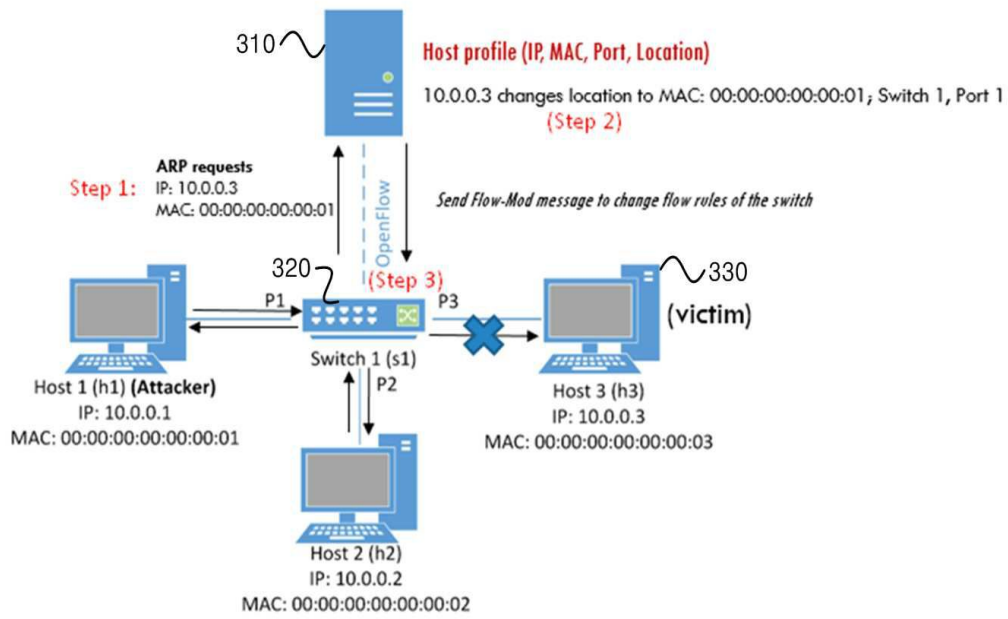 310
Host profile (IP, MAC, Port, Location)
10.0.0.3 changes location to MAC: 00:00:00:00:00:01; Switch 1, Port 1
(Step 2)
ARP requests
Step 1: IP: 10.0.0.3
MAC: 00:00:00:00:00:01
OpenFlow
Send Flow-Mod message to change flow rules of the switch
320
(Step 3)
330
P1
P3
(victim)
Switch 1 (s1)
P2
Host 1 (h1) (Attacker)
IP: 10.0.0.1
MAC: 00:00:00:00:00:00:01
Host 3 (h3)
IP: 10.0.0.3
MAC: 00:00:00:00:00:00:03
Host 2 (h2)
IP: 10.0.0.2
MAC: 00:00:00:00:00:00:02